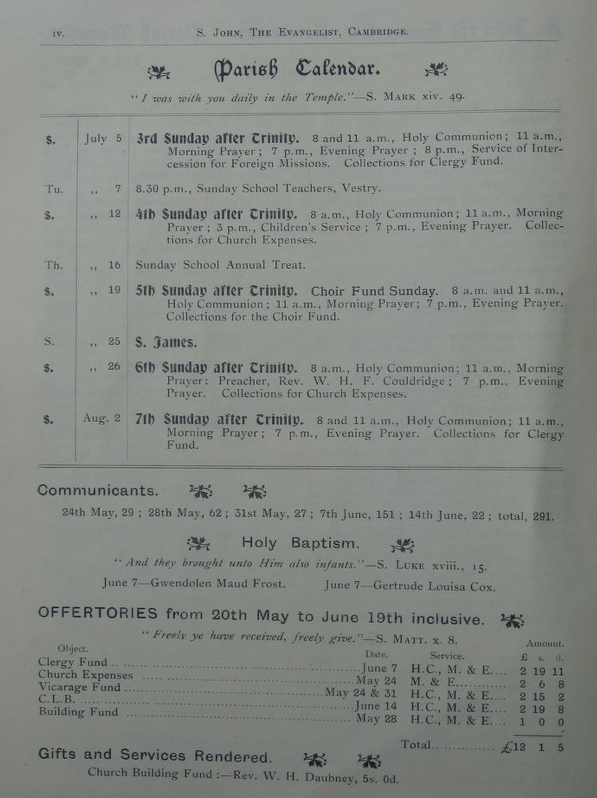 iv. S. John, The Evangelist, Cambridge.
Parish Calendar.
"I was with you daily in the Temple."—S. Mark xiv. 49.
S. July 5 3rd Sunday after Trinity. 8 and 11 a.m., Holy Communion; 11 a.m.,
Morning Prayer; 7 p.m., Evening Prayer; 8 p.m., Service of Inter-
cession for Foreign Missions. Collections for Clergy Fund.
Tu. ,, 7 8.30 p.m., Sunday School Teachers, Vestry.
S. ,, 12 4th Sunday after Trinity. 8 a.m., Holy Communion; 11 a.m., Morning
Prayer; 3 p.m., Children's Service; 7 p.m., Evening Prayer. Collec-
tions for Church Expenses.
Th. ,, 16 Sunday School Annual Treat.
S. ,, 19 5th Sunday after Trinity. Choir Fund Sunday. 8 a.m. and 11 a.m.,
Holy Communion; 11 a.m., Morning Prayer; 7 p.m., Evening Prayer.
Collections for the Choir Fund.
S. ,, 25 S. James.
S. ,, 26 6th Sunday after Trinity. 8 a.m., Holy Communion; 11 a.m., Morning
Prayer: Preacher, Rev. W. H. F. Couldridge; 7 p.m., Evening
Prayer. Collections for Church Expenses.
S. Aug. 2 7th Sunday after Trinity. 8 and 11 a.m., Holy Communion; 11 a.m.,
Morning Prayer; 7 p.m., Evening Prayer. Collections for Clergy
Fund.
Communicants.
24th May, 29; 28th May, 62; 31st May, 27; 7th June, 151; 14th June, 22; total, 291.
Holy Baptism.
"And they brought unto Him also infants."—S. Luke xviii., 15.
June 7—Gwendolen Maud Frost. June 7—Gertrude Louisa Cox.
OFFERTORIES from 20th May to June 19th inclusive.
"Freely ye have received, freely give."—S. Matt. x. 8.
Object. Date. Service. Amount.
£ s. d.
Clergy Fund .. June 7 H.C., M. & E.... 2 19 11
Church Expenses May 24 M. & E. 2 6 8
Vicarage Fund May 24 & 31 H.C., M. & E.... 2 15 2
C.L.B. June 14 H.C., M. & E.... 2 19 8
Building Fund May 28 H.C., M. & E.... 1 0 0
Total £12 1 5
Gifts and Services Rendered.
Church Building Fund:—Rev. W. H. Daubney, 5s. 0d.